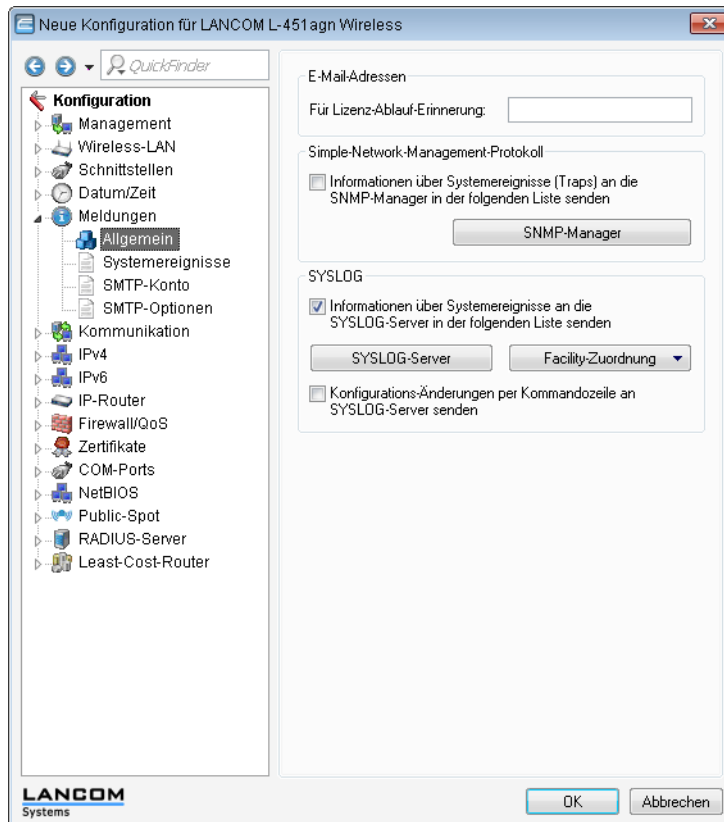 Neue Konfiguration für LANCOM L-451agn Wireless
QuickFinder
Konfiguration
Management
Wireless-LAN
Schnittstellen
Datum/Zeit
Meldungen
Allgemein
Systemereignisse
SMTP-Konto
SMTP-Optionen
Kommunikation
IPv4
IPv6
IP-Router
Firewall/QoS
Zertifikate
COM-Ports
NetBIOS
Public-Spot
RADIUS-Server
Least-Cost-Router
E-Mail-Adressen
Für Lizenz-Ablauf-Erinnerung:
Simple-Network-Management-Protokoll
Informationen über Systemereignisse (Traps) an die
SNMP-Manager in der folgenden Liste senden
SNMP-Manager
SYSLOG
Informationen über Systemereignisse an die
SYSLOG-Server in der folgenden Liste senden
SYSLOG-Server
Facility-Zuordnung
Konfigurations-Änderungen per Kommandozeile an
SYSLOG-Server senden
LANCOM
Systems
OK
Abbrechen